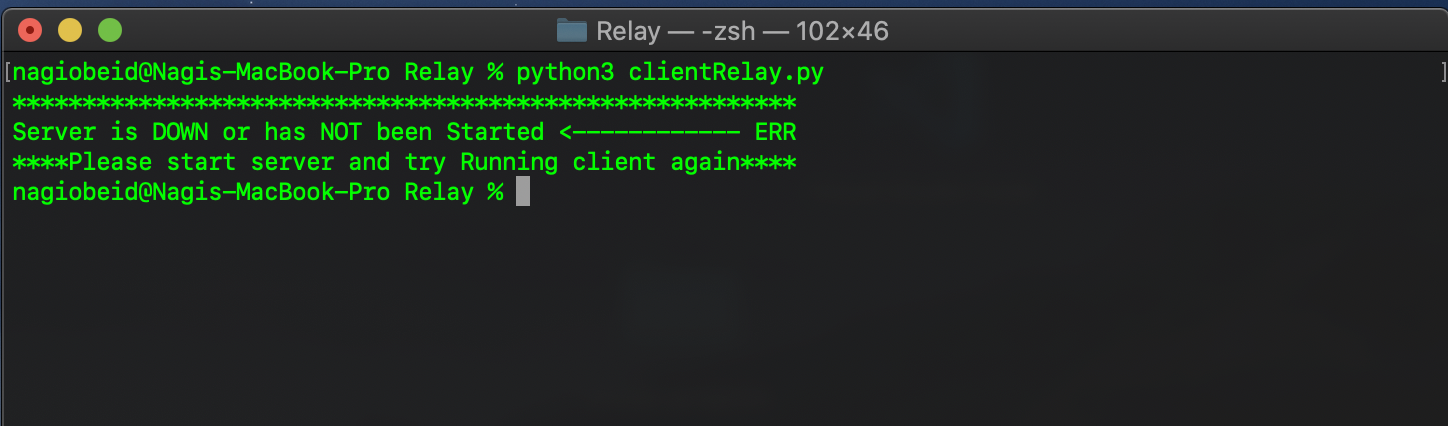 Relay — -zsh — 102×46
[nagiobeid@Nagis-MacBook-Pro Relay % python3 clientRelay.py ]
********************************************************
Server is DOWN or has NOT been Started <------------ ERR
****Please start server and try Running client again****
nagiobeid@Nagis-MacBook-Pro Relay %